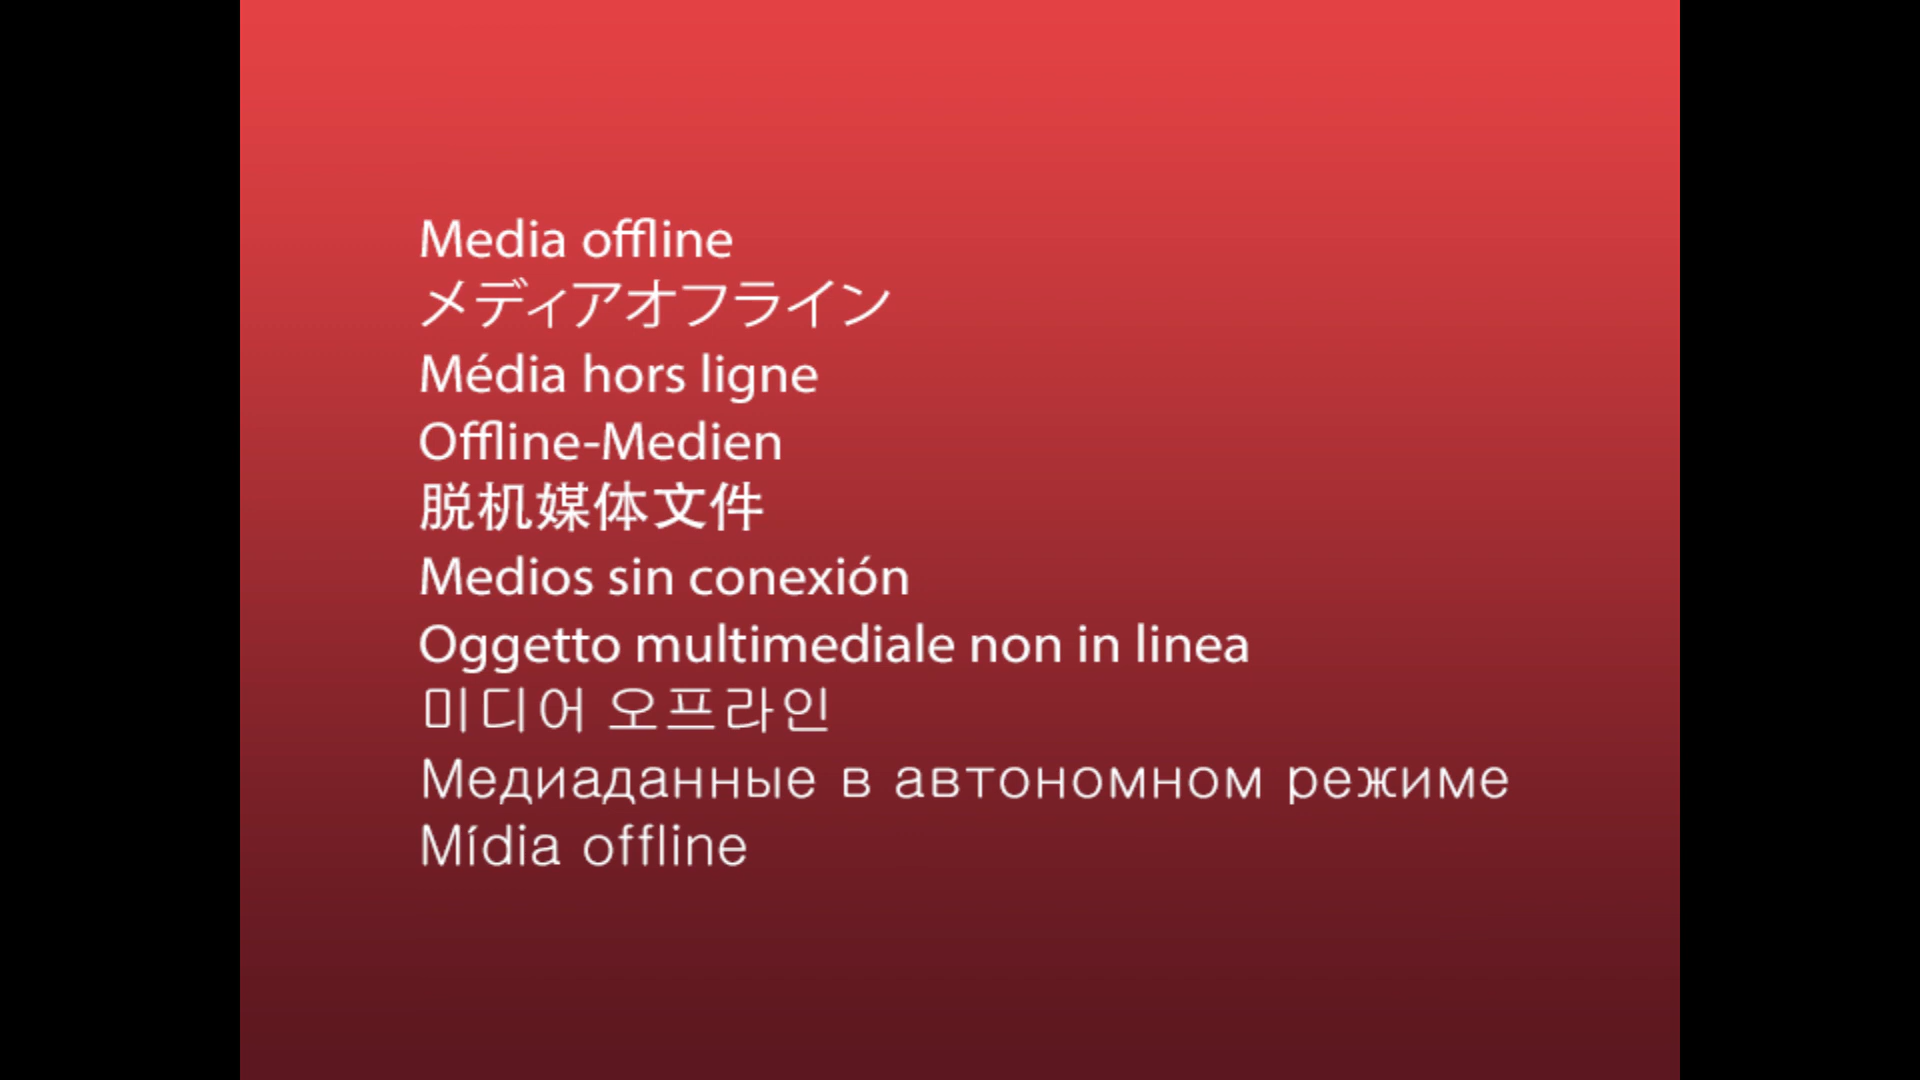 Media offline
メディアオフライン
Média hors ligne
Offline-Medien
脱机媒体文件
Medios sin conexión
Oggetto multimediale non in linea
미디어 오프라인
Медиаданные в автономном режиме
Mídia offline